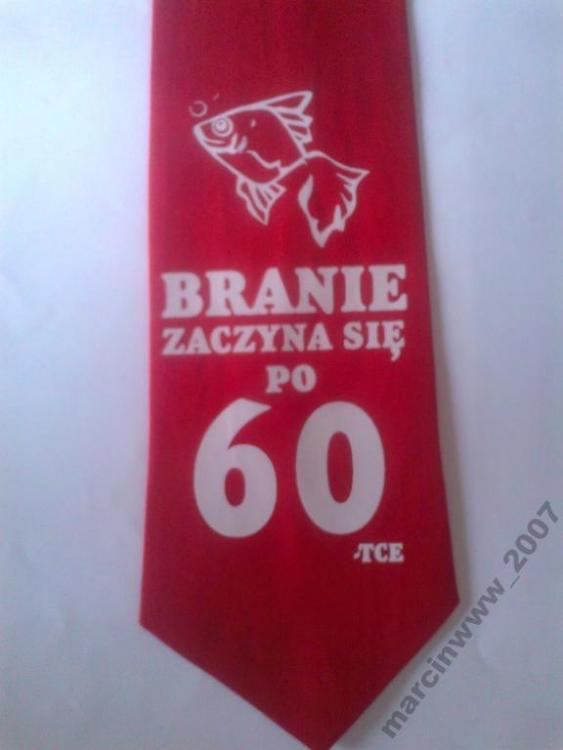 BRANIE
ZACZYNA SIĘ
PO
60
-TCE
marcinwww_2007